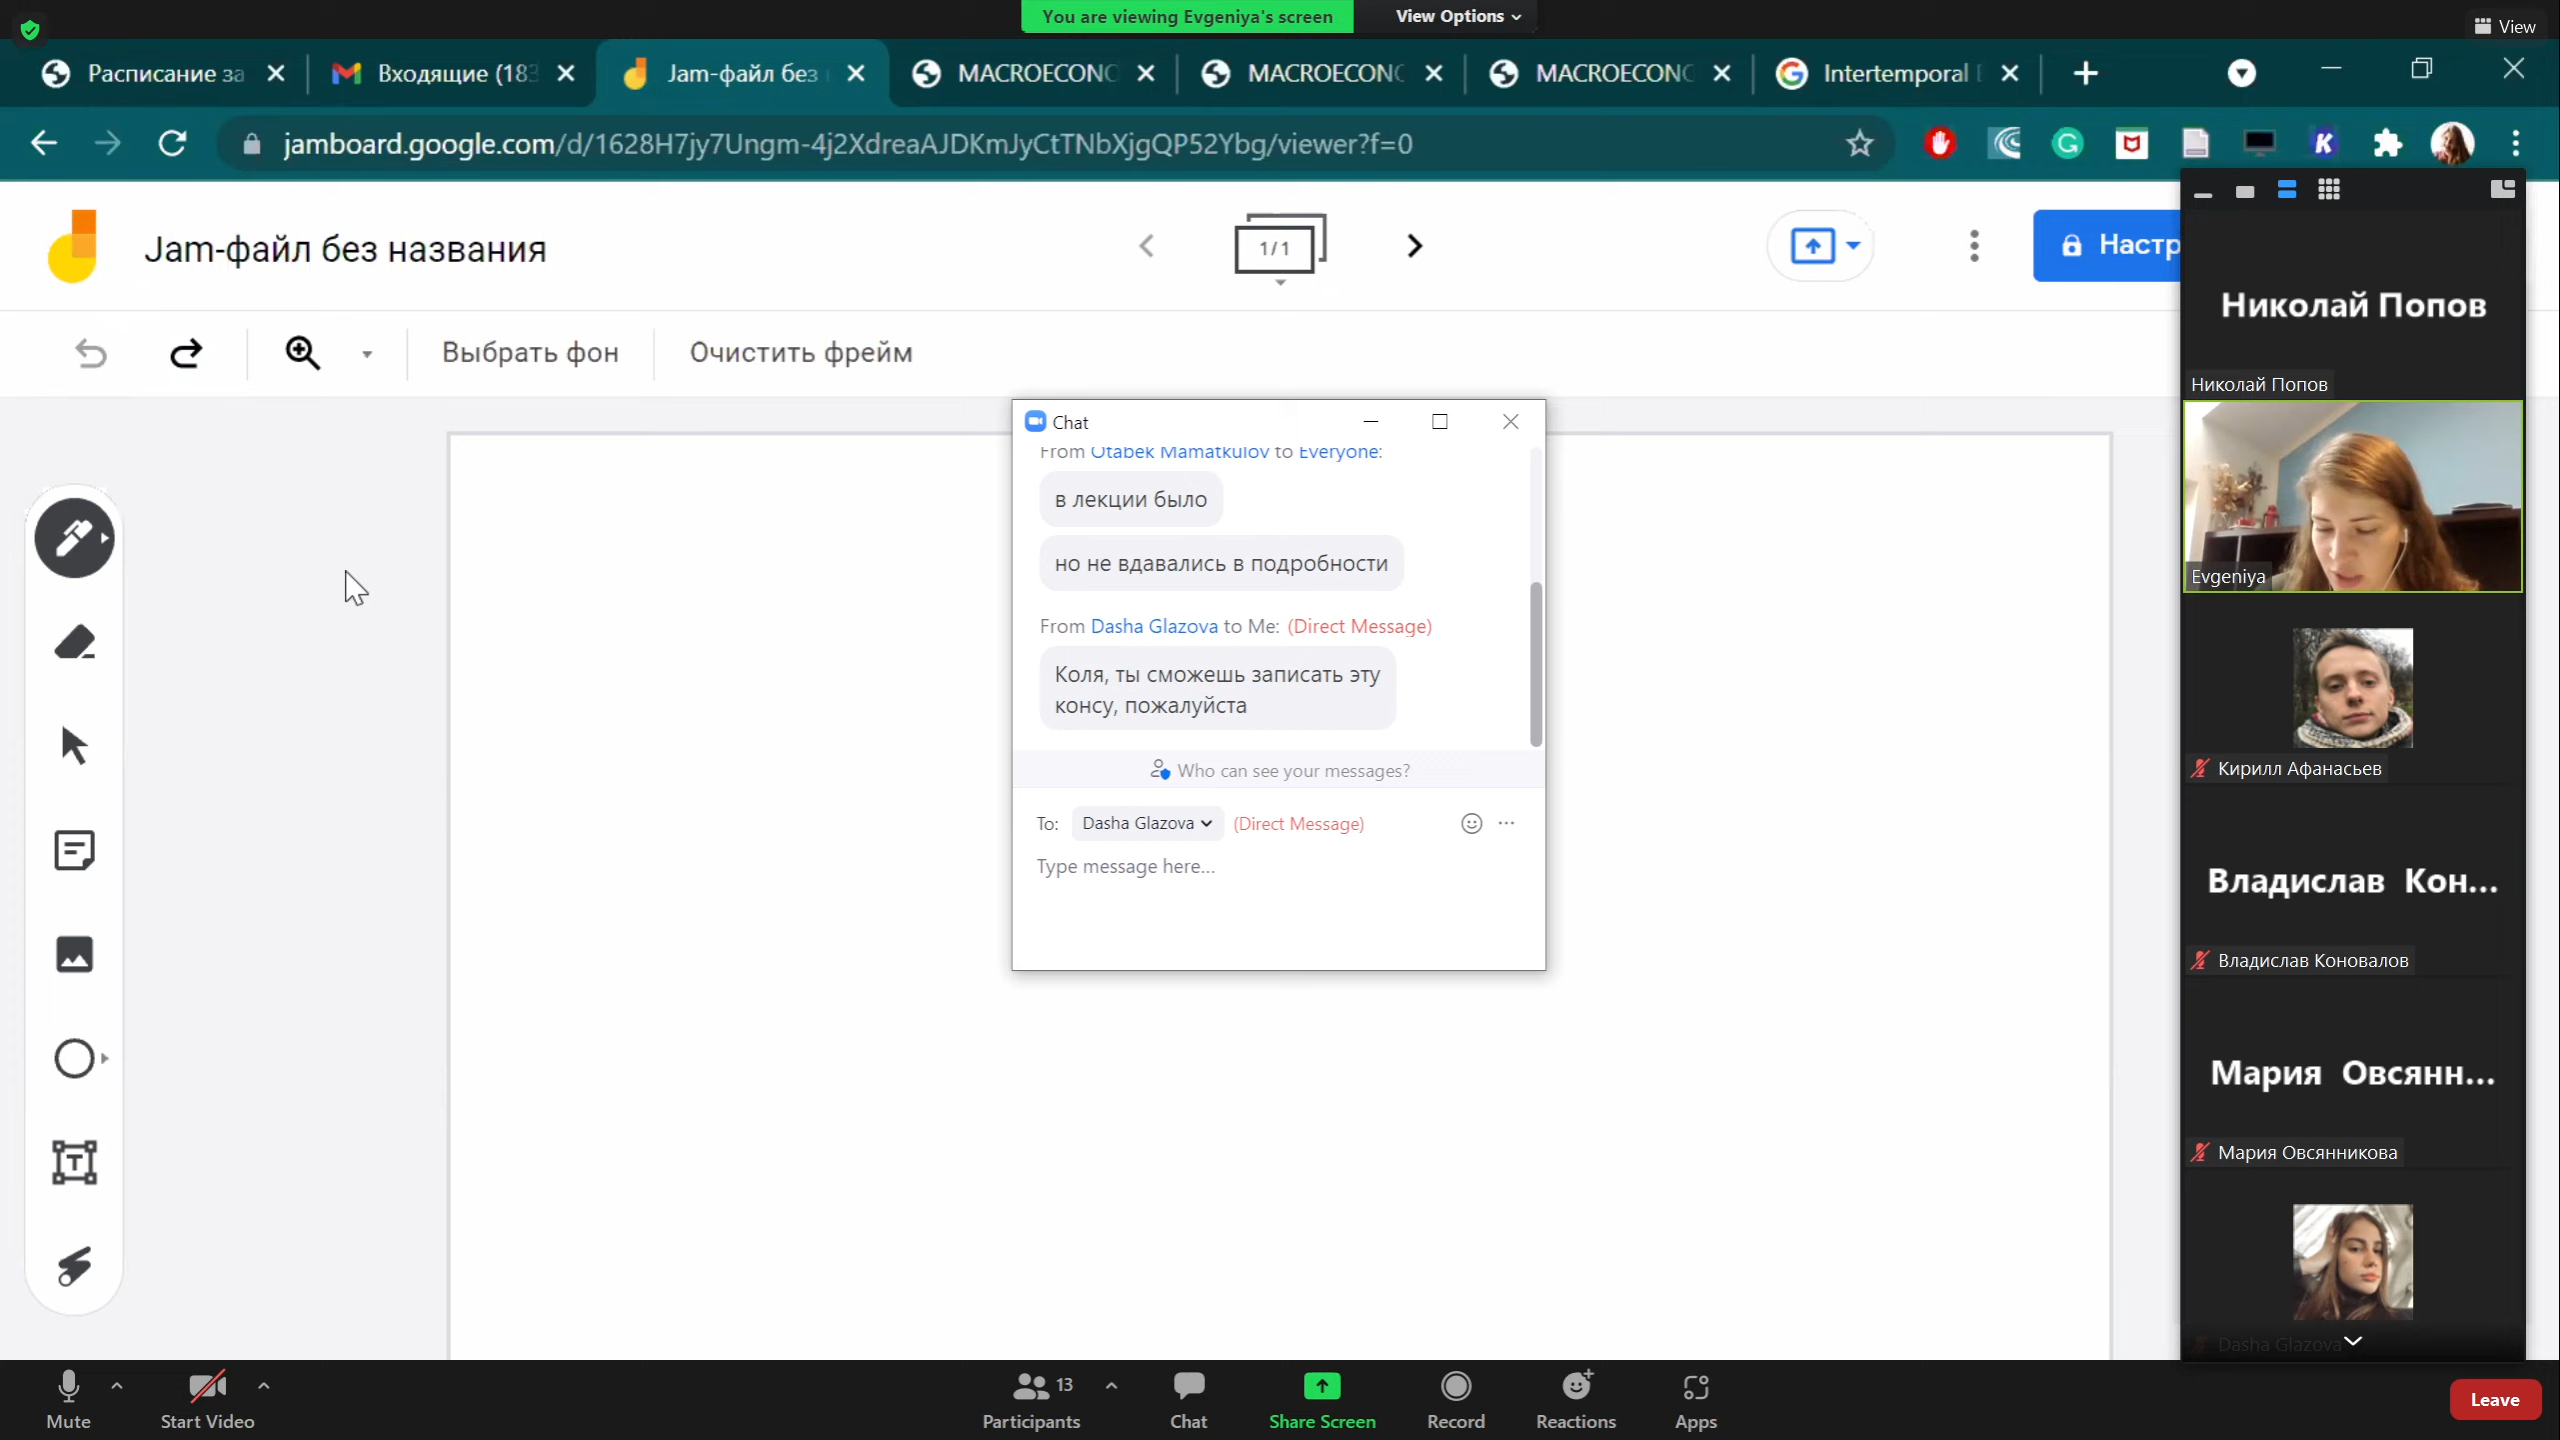 You are viewing Evgeniya's screen
View Options
View
Расписание за
Входящие (183
Jam-файл без
MACROECONO
MACROECONO
MACROECONO
Intertemporal
jamboard.google.com/d/1628H7jy7Ungm-4j2XdreaAJDKmJyCtTNbXjgQP52Ybg/viewer?f=0
Jam-файл без названия
1/1
Настр
Выбрать фон
Очистить фрейм
Chat
From Otabek Mamatkulov to Everyone:
в лекции было
но не вдавались в подробности
From Dasha Glazova to Me: (Direct Message)
Коля, ты сможешь записать эту
консу, пожалуйста
Who can see your messages?
To: Dasha Glazova (Direct Message)
Type message here...
Николай Попов
Николай Попов
Evgeniya
Кирилл Афанасьев
Владислав Кон...
Владислав Коновалов
Мария Овсянн...
Мария Овсянникова
Dasha Glazova
Mute
Start Video
13
Participants
Chat
Share Screen
Record
Reactions
Apps
Leave